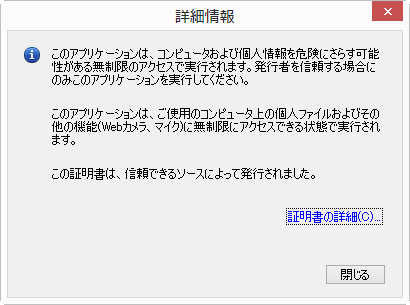 詳細情報
このアプリケーションは、コンピュータおよび個人情報を危険にさらす可能
性がある無制限のアクセスで実行されます。発行者を信頼する場合に
のみこのアプリケーションを実行してください。
このアプリケーションは、ご使用のコンピュータ上の個人ファイルおよびその
他の機能(Webカメラ、マイク)に無制限にアクセスできる状態で実行され
ます。
この証明書は、信頼できるソースによって発行されました。
証明書の詳細(C)...
閉じる